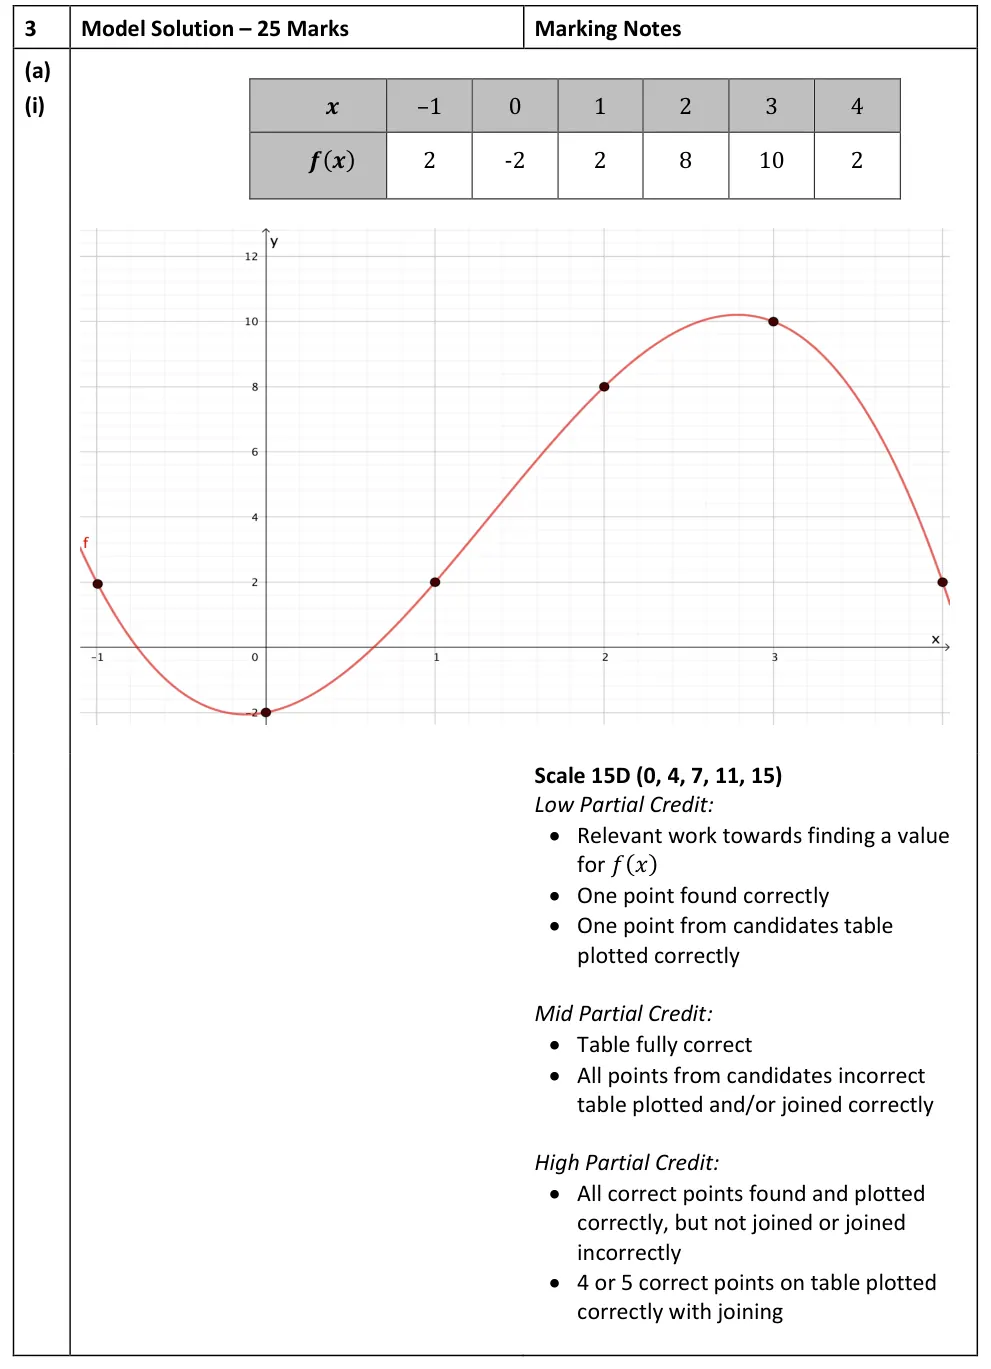 3 Model Solution – 25 Marks Marking Notes
(a)
(i)
x –1 0 1 2 3 4
f(x) 2 -2 2 8 10 2
y
12
10
8
6
4
f
2
x
–1 0 1 2 3
–2
Scale 15D (0, 4, 7, 11, 15)
Low Partial Credit:
• Relevant work towards finding a value
for f(x)
• One point found correctly
• One point from candidates table
plotted correctly
Mid Partial Credit:
• Table fully correct
• All points from candidates incorrect
table plotted and/or joined correctly
High Partial Credit:
• All correct points found and plotted
correctly, but not joined or joined
incorrectly
• 4 or 5 correct points on table plotted
correctly with joining